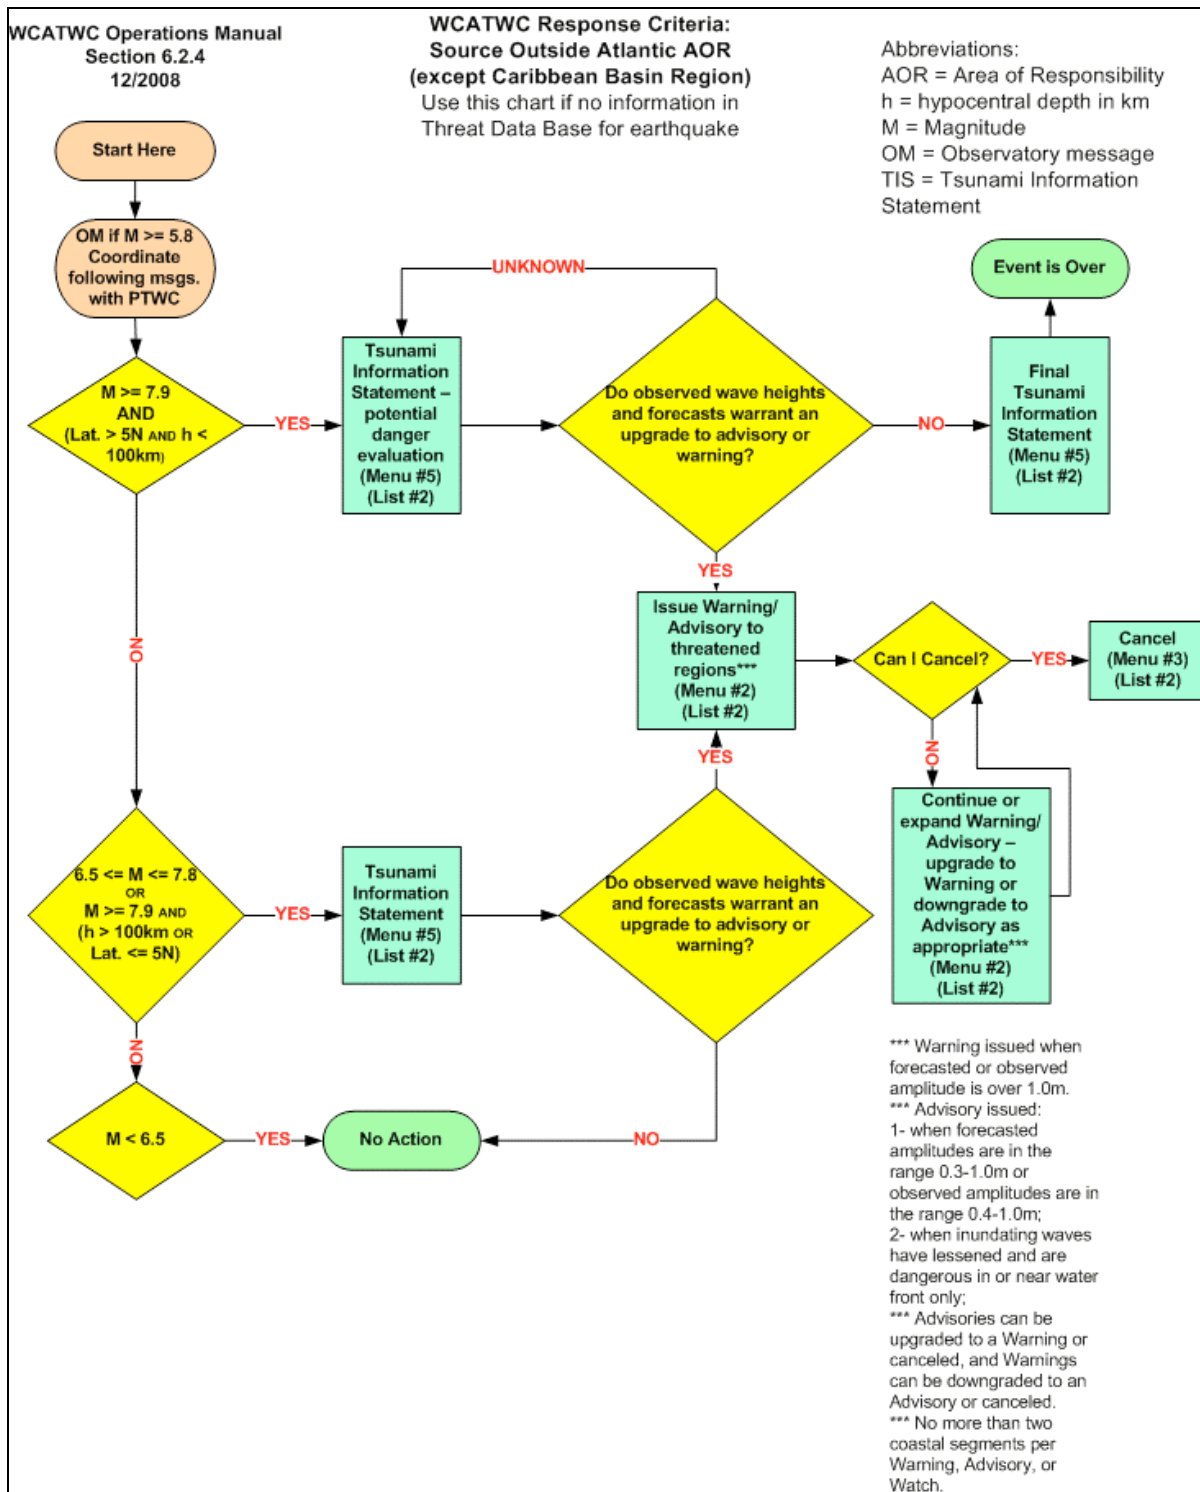 WCATWC Operations Manual
Section 6.2.4
12/2008
WCATWC Response Criteria:
Source Outside Atlantic AOR
(except Caribbean Basin Region)
Use this chart if no information in
Threat Data Base for earthquake
Abbreviations:
AOR = Area of Responsibility
h = hypocentral depth in km
M = Magnitude
OM = Observatory message
TIS = Tsunami Information
Statement
Start Here
OM if M >= 5.8
Coordinate
following msgs.
with PTWC
UNKNOWN
Event is Over
M >= 7.9
AND
(Lat. > 5N AND h <
100km)
YES
Tsunami
Information
Statement –
potential
danger
evaluation
(Menu #5)
(List #2)
Do observed wave heights
and forecasts warrant an
upgrade to advisory or
warning?
NO
Final
Tsunami
Information
Statement
(Menu #5)
(List #2)
YES
NO
Issue Warning/
Advisory to
threatened
regions***
(Menu #2)
(List #2)
Can I Cancel?
YES
Cancel
(Menu #3)
(List #2)
YES
NO
Continue or
expand Warning/
Advisory –
upgrade to
Warning or
downgrade to
Advisory as
appropriate***
(Menu #2)
(List #2)
6.5 <= M <= 7.8
OR
M >= 7.9 AND
(h > 100km OR
Lat. <= 5N)
YES
Tsunami
Information
Statement
(Menu #5)
(List #2)
Do observed wave heights
and forecasts warrant an
upgrade to advisory or
warning?
NO
M < 6.5
YES
No Action
NO
*** Warning issued when
forecasted or observed
amplitude is over 1.0m.
*** Advisory issued:
1- when forecasted
amplitudes are in the
range 0.3-1.0m or
observed amplitudes are in
the range 0.4-1.0m;
2- when inundating waves
have lessened and are
dangerous in or near water
front only;
*** Advisories can be
upgraded to a Warning or
canceled, and Warnings
can be downgraded to an
Advisory or canceled.
*** No more than two
coastal segments per
Warning, Advisory, or
Watch.